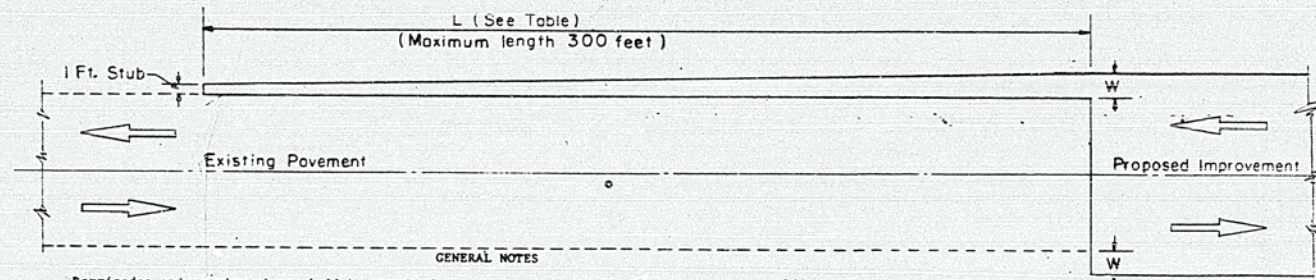 L (See Table)
(Maximum length 300 feet)
1 Ft. Stub
W
Existing Pavement
Proposed Improvement
GENERAL NOTES
W